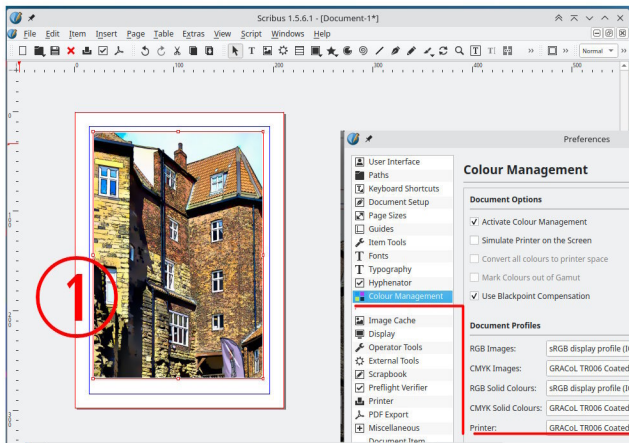 Scribus 1.5.6.1 - [Document-1*]
File Edit Item Insert Page Table Extras View Script Windows Help
Normal
0 100 200 300 400 500
0
100
200
300
1
Preferences
User Interface
Paths
Keyboard Shortcuts
Document Setup
Page Sizes
Guides
Item Tools
Fonts
Typography
Hyphenator
Colour Management
Image Cache
Display
Operator Tools
External Tools
Scrapbook
Preflight Verifier
Printer
PDF Export
Miscellaneous
Document Item
Colour Management
Document Options
Activate Colour Management
Simulate Printer on the Screen
Convert all colours to printer space
Mark Colours out of Gamut
Use Blackpoint Compensation
Document Profiles
RGB Images: sRGB display profile (I
CMYK Images: GRACoL TR006 Coated
RGB Solid Colours: sRGB display profile (I
CMYK Solid Colours: GRACoL TR006 Coated
Printer: GRACoL TR006 Coated